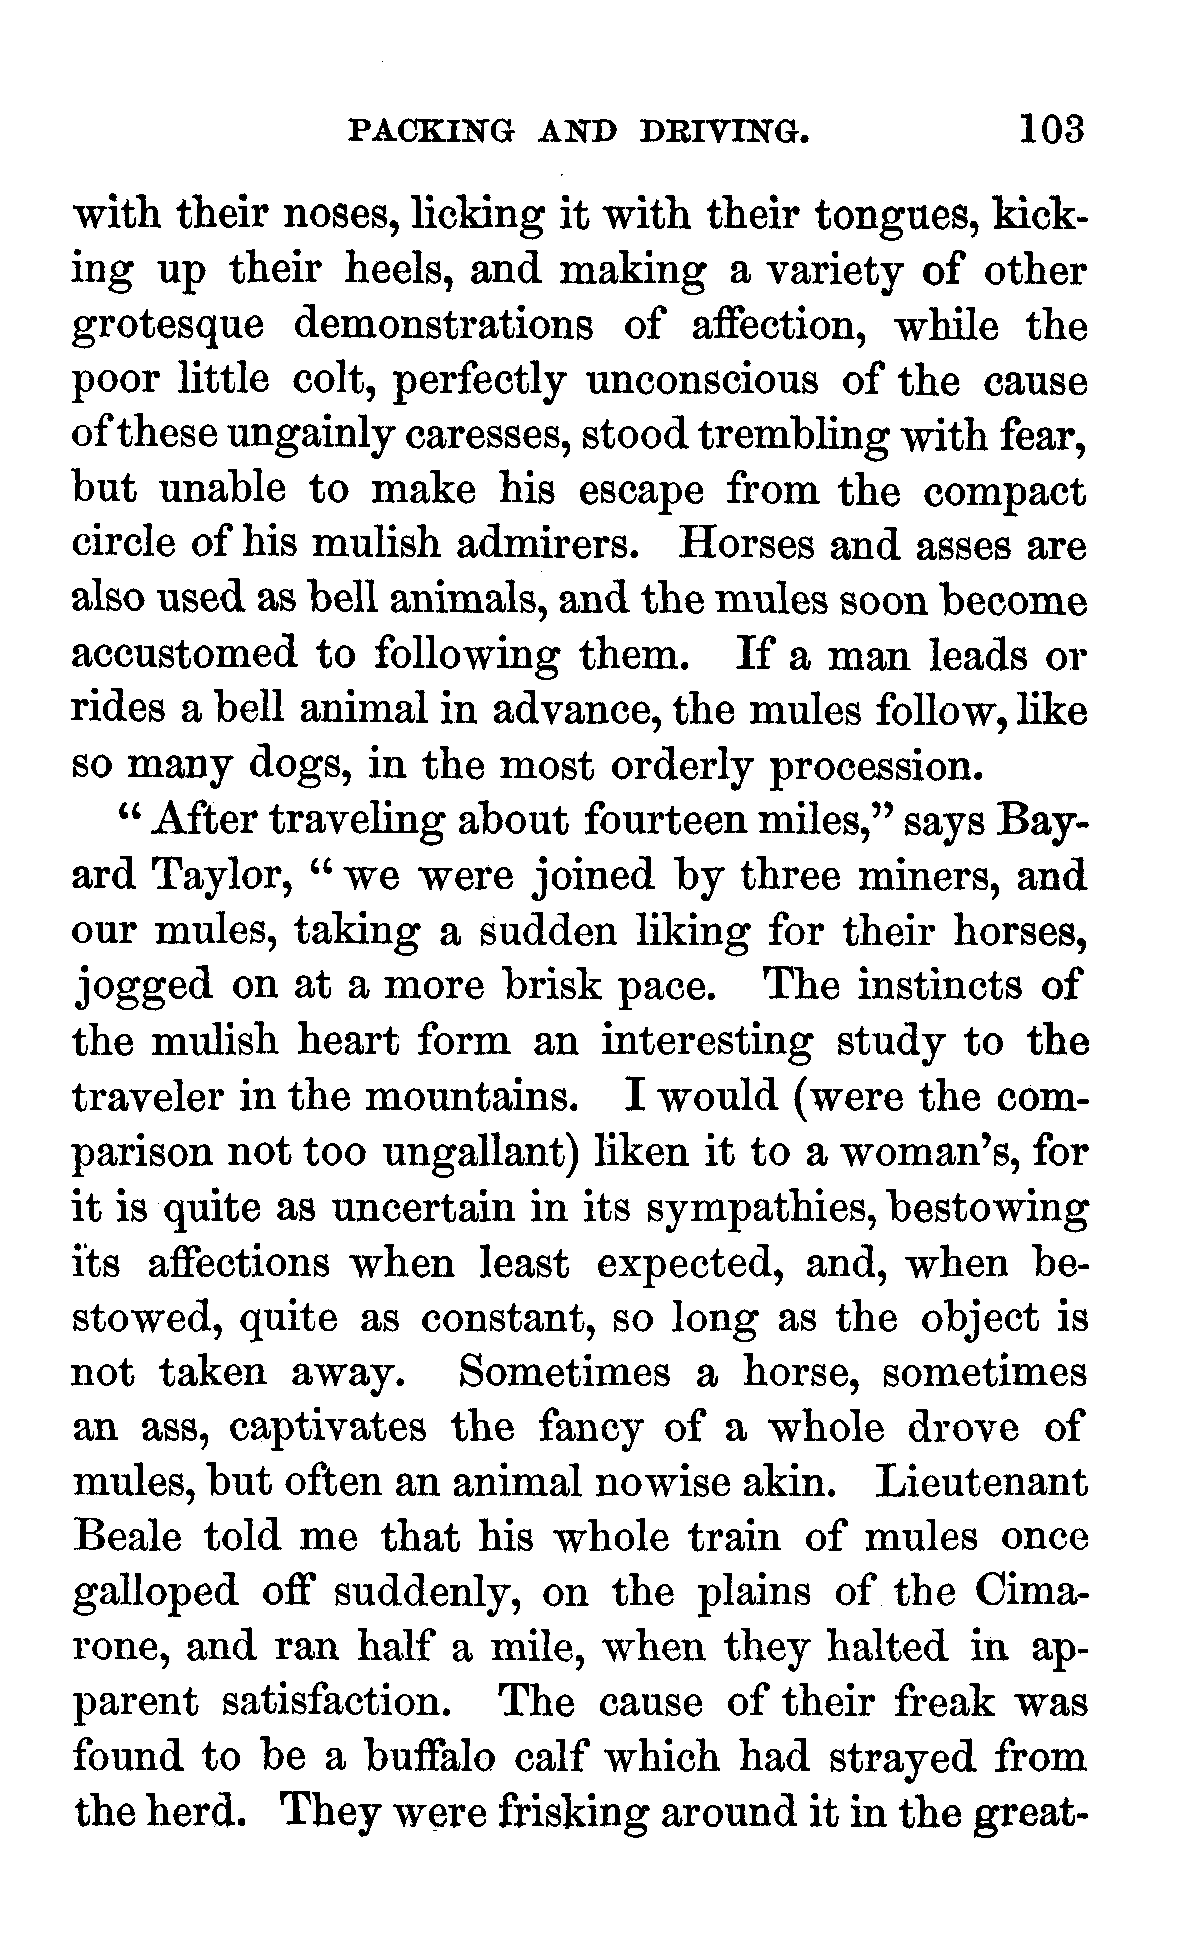 PACKING AND DRIVING. 103
with their noses, licking it with their tongues, kick-
ing up their heels, and making a variety of other
grotesque demonstrations of affection, while the
poor little colt, perfectly unconscious of the cause
of these ungainly caresses, stood trembling with fear,
but unable to make his escape from the compact
circle of his mulish admirers. Horses and asses are
also used as bell animals, and the mules soon become
accustomed to following them. If a man leads or
rides a bell animal in advance, the mules follow, like
so many dogs, in the most orderly procession.
“ After traveling about fourteen miles,” says Bay-
ard Taylor, “ we were joined by three miners, and
our mules, taking a sudden liking for their horses,
jogged on at a more brisk pace. The instincts of
the mulish heart form an interesting study to the
traveler in the mountains. I would (were the com-
parison not too ungallant) liken it to a woman's, for
it is quite as uncertain in its sympathies, bestowing
its affections when least expected, and, when be-
stowed, quite as constant, so long as the object is
not taken away. Sometimes a horse, sometimes
an ass, captivates the fancy of a whole drove of
mules, but often an animal nowise akin. Lieutenant
Beale told me that his whole train of mules once
galloped off suddenly, on the plains of the Cima-
rone, and ran half a mile, when they halted in ap-
parent satisfaction. The cause of their freak was
found to be a buffalo calf which had strayed from
the herd. They were frisking around it in the great-